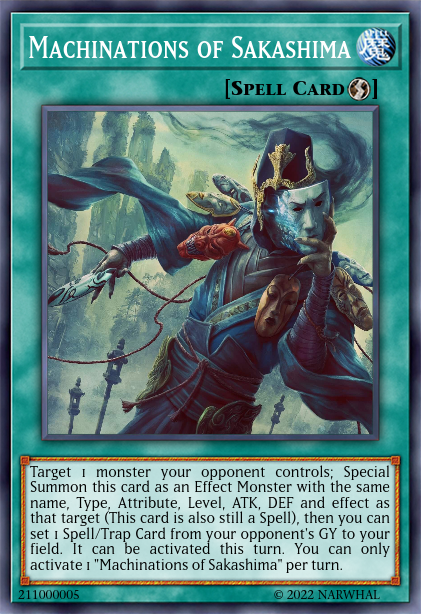 Machinations of Sakashima
魔
[Spell Card]
Target 1 monster your opponent controls; Special
Summon this card as an Effect Monster with the same
name, Type, Attribute, Level, ATK, DEF and effect as
that target (This card is also still a Spell), then you can
set 1 Spell/Trap Card from your opponent's GY to your
field. It can be activated this turn. You can only
activate 1 "Machinations of Sakashima" per turn.
211000005 © 2022 NARWHAL